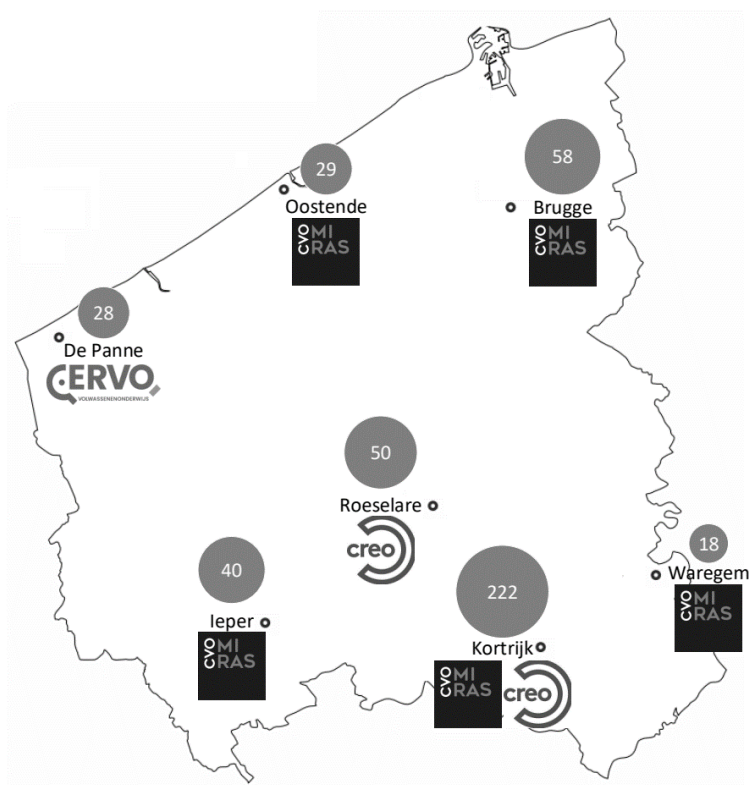 29
Oostende
CVO MI
RAS
58
Brugge
CVO MI
RAS
28
De Panne
CERVO
VOLWASSENENONDERWIJS
50
Roeselare
creo
40
Ieper
CVO MI
RAS
222
Kortrijk
CVO MI
RAS
creo
18
Waregem
CVO MI
RAS